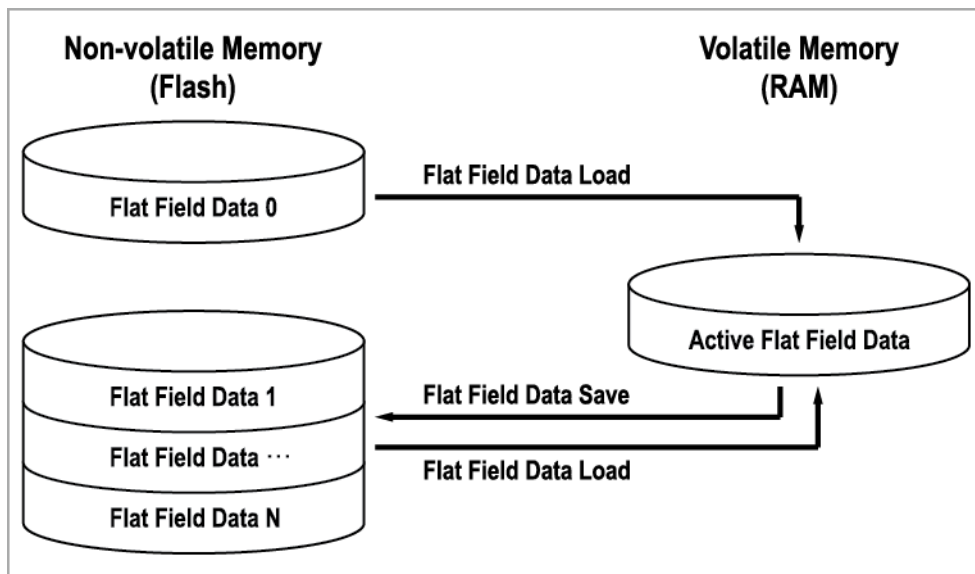 Non-volatile Memory
(Flash)
Volatile Memory
(RAM)
Flat Field Data Load
Flat Field Data 0
Active Flat Field Data
Flat Field Data 1
Flat Field Data Save
Flat Field Data ···
Flat Field Data Load
Flat Field Data N